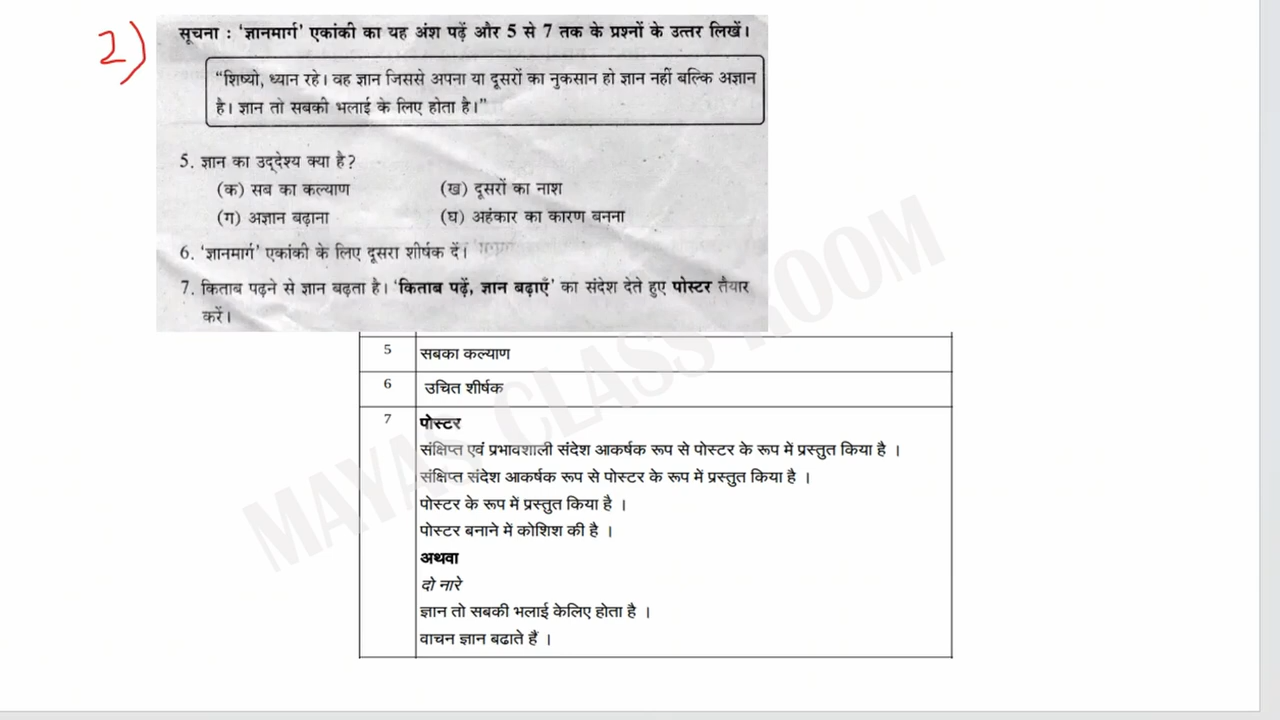 2)
सूचना : 'ज्ञानमार्ग' एकांकी का यह अंश पढ़ें और 5 से 7 तक के प्रश्नों के उत्तर लिखें।
"शिष्यो, ध्यान रहे। वह ज्ञान जिससे अपना या दूसरों का नुकसान हो ज्ञान नहीं बल्कि अज्ञान
है। ज्ञान तो सबकी भलाई के लिए होता है।"
5. ज्ञान का उद्देश्य क्या है?
(क) सब का कल्याण (ख) दूसरों का नाश
(ग) अज्ञान बढ़ाना (घ) अहंकार का कारण बनना
6. 'ज्ञानमार्ग' एकांकी के लिए दूसरा शीर्षक दें।
7. किताब पढ़ने से ज्ञान बढ़ता है। 'किताब पढ़ें, ज्ञान बढ़ाएँ' का संदेश देते हुए पोस्टर तैयार
करें।
5 सबका कल्याण
6 उचित शीर्षक
7 पोस्टर
संक्षिप्त एवं प्रभावशाली संदेश आकर्षक रूप से पोस्टर के रूप में प्रस्तुत किया है ।
संक्षिप्त संदेश आकर्षक रूप से पोस्टर के रूप में प्रस्तुत किया है ।
पोस्टर के रूप में प्रस्तुत किया है ।
पोस्टर बनाने में कोशिश की है ।
अथवा
दो नारे
ज्ञान तो सबकी भलाई केलिए होता है ।
वाचन ज्ञान बढाते हैं ।
MAYAS CLASS ROOM